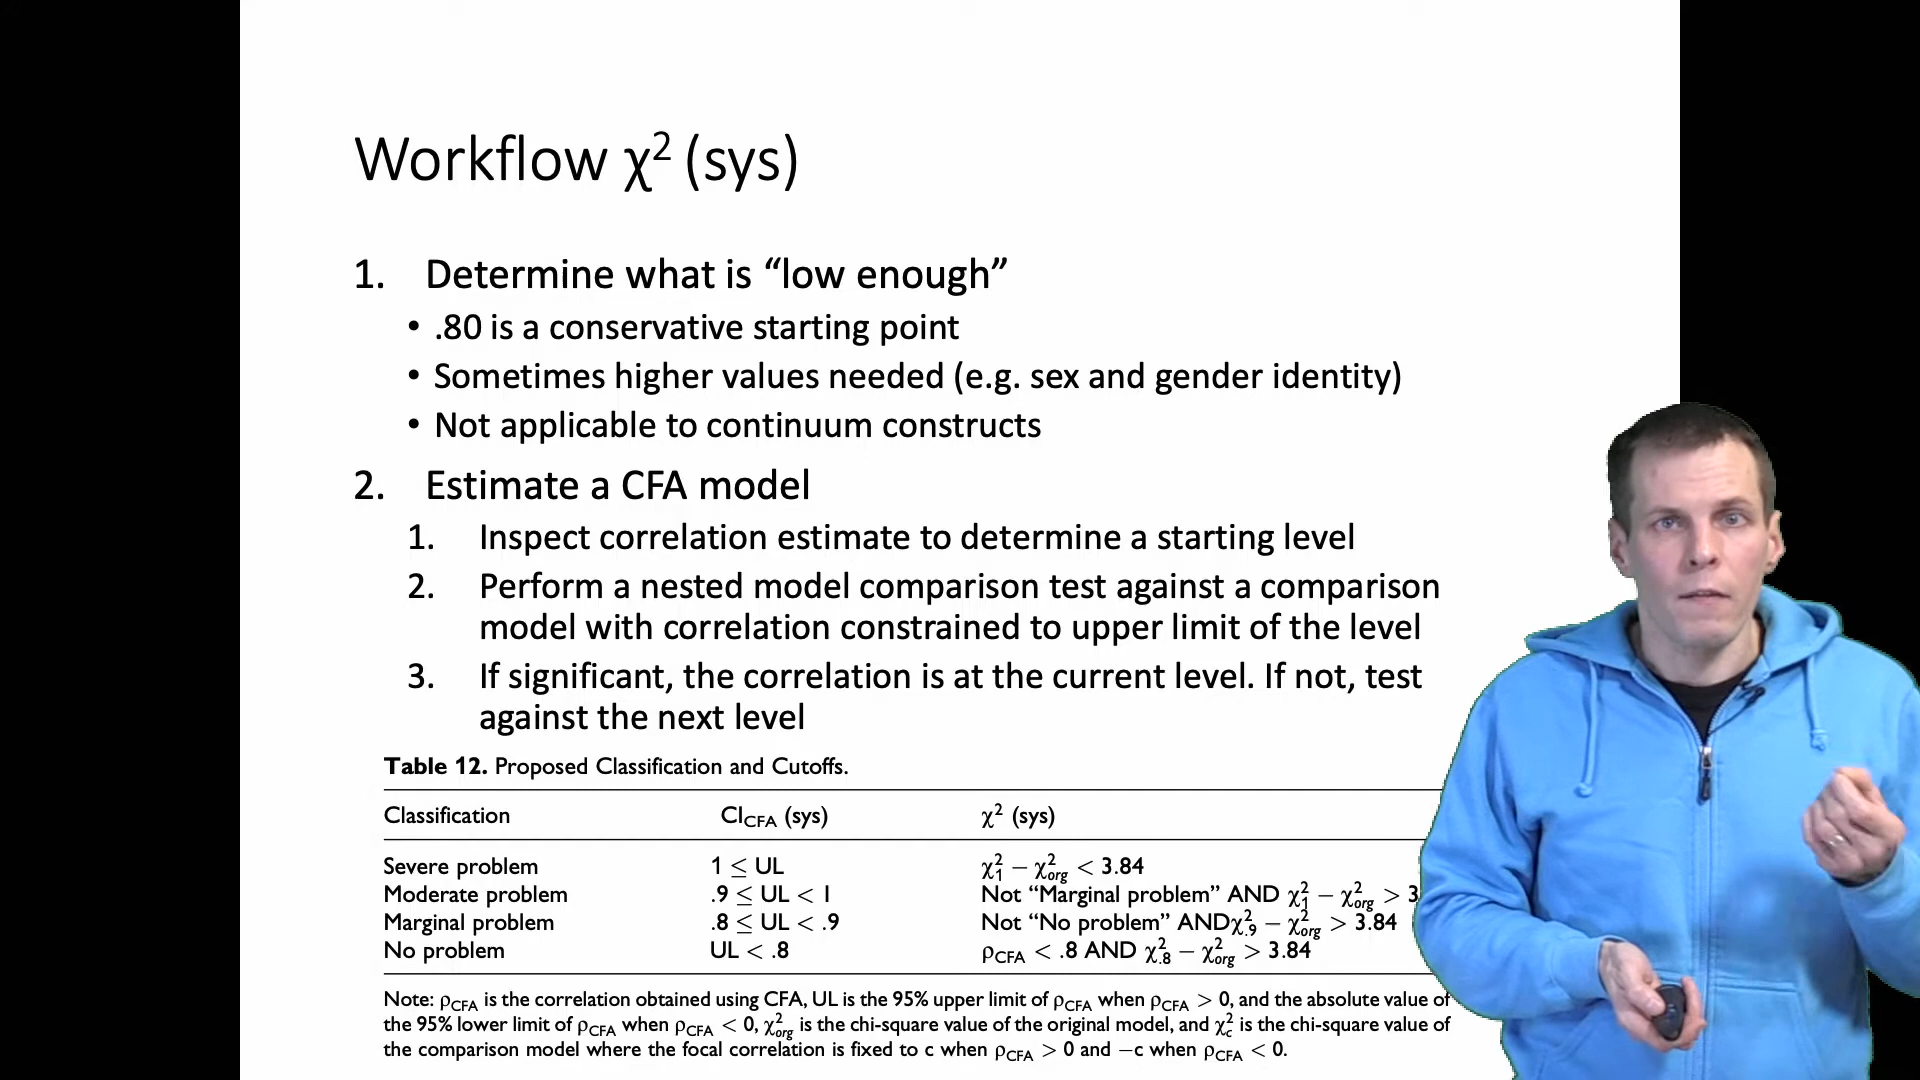 Workflow χ² (sys)
1. Determine what is “low enough”
• .80 is a conservative starting point
• Sometimes higher values needed (e.g. sex and gender identity)
• Not applicable to continuum constructs
2. Estimate a CFA model
1. Inspect correlation estimate to determine a starting level
2. Perform a nested model comparison test against a comparison
model with correlation constrained to upper limit of the level
3. If significant, the correlation is at the current level. If not, test
against the next level
Table 12. Proposed Classification and Cutoffs.
Classification CI_CFA (sys) χ² (sys)
Severe problem 1 ≤ UL χ²_1 − χ²_org < 3.84
Moderate problem .9 ≤ UL < 1 Not “Marginal problem” AND χ²_1 − χ²_org > 3
Marginal problem .8 ≤ UL < .9 Not “No problem” ANDχ²_.9 − χ²_org > 3.84
No problem UL < .8 ρ_CFA < .8 AND χ²_.8 − χ²_org > 3.84
Note: ρ_CFA is the correlation obtained using CFA, UL is the 95% upper limit of ρ_CFA when ρ_CFA > 0, and the absolute value of
the 95% lower limit of ρ_CFA when ρ_CFA < 0, χ²_org is the chi-square value of the original model, and χ²_c is the chi-square value of
the comparison model where the focal correlation is fixed to c when ρ_CFA > 0 and −c when ρ_CFA < 0.